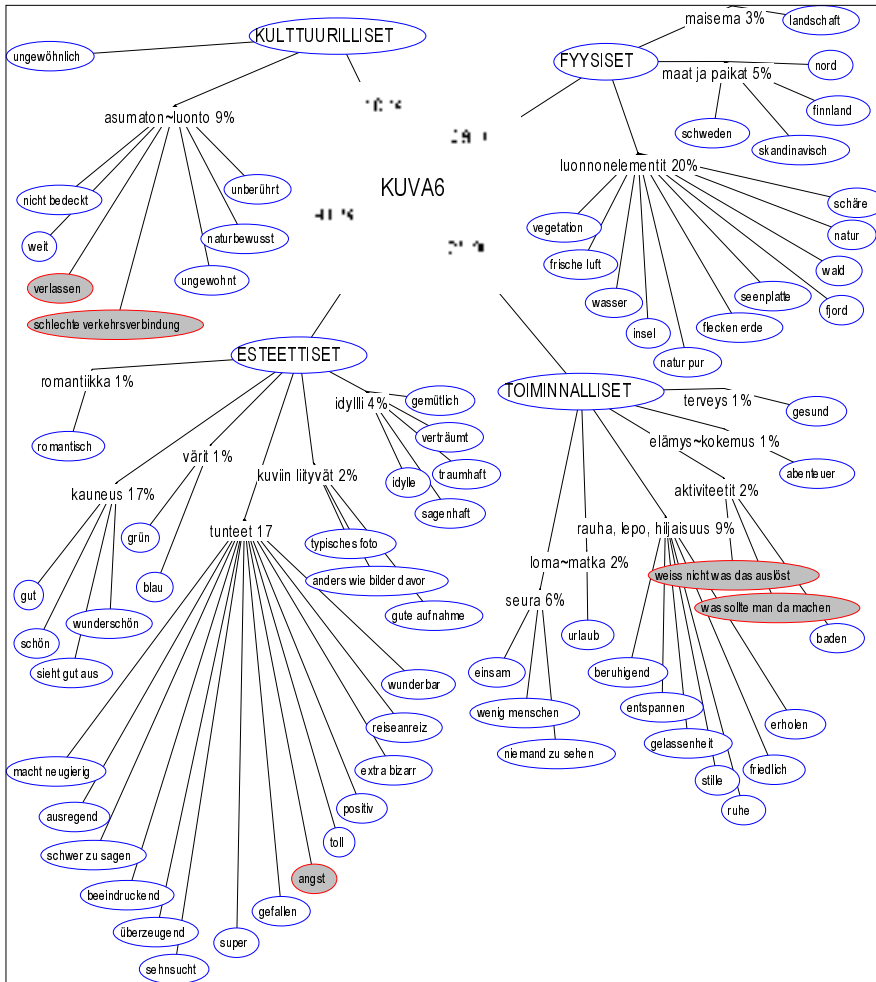 KULTTUURILLISET
ungewöhnlich
asumaton~luonto 9%
nicht bedeckt
weit
verlassen
schlechte verkehrsverbindung
ungewohnt
naturbewusst
unberührt
KUVA6
FYYSISET
maisema 3%
landschaft
maat ja paikat 5%
nord
finnland
skandinavisch
schweden
luonnonelementit 20%
vegetation
frische luft
wasser
insel
natur pur
flecken erde
seenplatte
fjord
wald
natur
schäre
ESTEETTISET
romantiikka 1%
romantisch
kauneus 17%
gut
schön
sieht gut aus
wunderschön
värit 1%
grün
blau
tunteet 17
macht neugierig
ausregend
schwer zu sagen
beeindruckend
überzeugend
sehnsucht
super
gefallen
angst
toll
positiv
extra bizarr
reiseanreiz
wunderbar
kuviin liityvät 2%
typisches foto
anders wie bilder davor
gute aufnahme
idyllli 4%
gemütlich
verträumt
traumhaft
sagenhaft
idylle
TOIMINNALLISET
terveys 1%
gesund
elämys~kokemus 1%
abenteuer
aktiviteetit 2%
weiss nicht was das auslöst
was sollte man da machen
baden
rauha, lepo, hiljaisuus 9%
beruhigend
entspannen
gelassenheit
stille
ruhe
friedlich
erholen
loma~matka 2%
urlaub
seura 6%
einsam
wenig menschen
niemand zu sehen